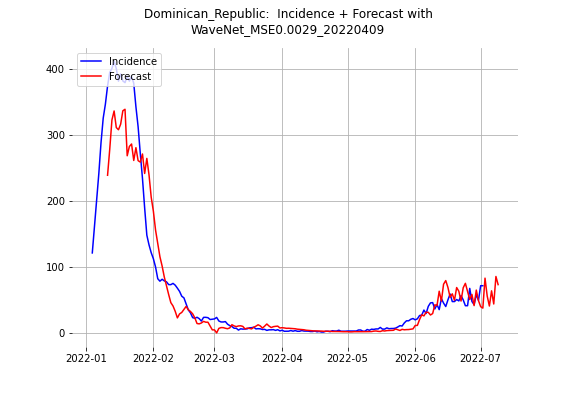 Dominican_Republic:  Incidence + Forecast with
WaveNet_MSE0.0029_20220409
Incidence
Forecast
400
300
200
100
0
2022-01 2022-02 2022-03 2022-04 2022-05 2022-06 2022-07